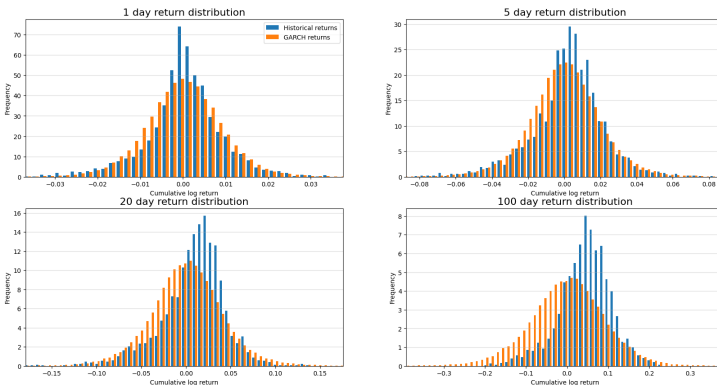 1 day return distribution
Historical returns
GARCH returns
Frequency
70
60
50
40
30
20
10
0
−0.03 −0.02 −0.01 0.00 0.01 0.02 0.03
Cumulative log return
5 day return distribution
Frequency
30
25
20
15
10
5
0
−0.08 −0.06 −0.04 −0.02 0.00 0.02 0.04 0.06 0.08
Cumulative log return
20 day return distribution
Frequency
16
14
12
10
8
6
4
2
0
−0.15 −0.10 −0.05 0.00 0.05 0.10 0.15
Cumulative log return
100 day return distribution
Frequency
8
7
6
5
4
3
2
1
0
−0.3 −0.2 −0.1 0.0 0.1 0.2 0.3
Cumulative log return